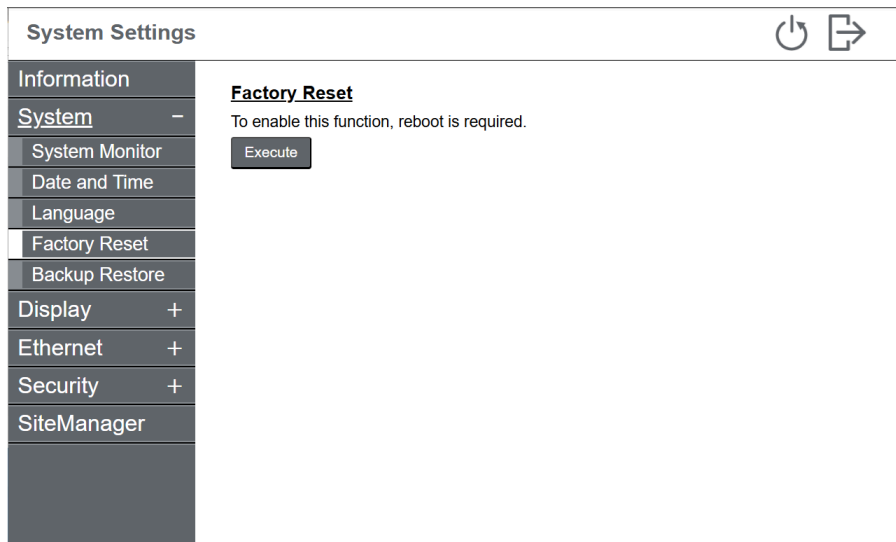 System Settings
Information
System −
System Monitor
Date and Time
Language
Factory Reset
Backup Restore
Display +
Ethernet +
Security +
SiteManager
Factory Reset
To enable this function, reboot is required.
Execute